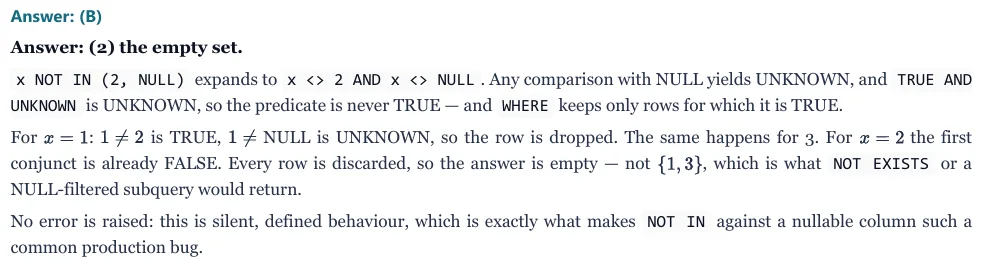 Answer: (B)
Answer: (2) the empty set.
x NOT IN (2, NULL) expands to x <> 2 AND x <> NULL . Any comparison with NULL yields UNKNOWN, and TRUE AND
UNKNOWN is UNKNOWN, so the predicate is never TRUE — and WHERE keeps only rows for which it is TRUE.
For x = 1: 1 ≠ 2 is TRUE, 1 ≠ NULL is UNKNOWN, so the row is dropped. The same happens for 3. For x = 2 the first
conjunct is already FALSE. Every row is discarded, so the answer is empty — not {1, 3}, which is what NOT EXISTS or a
NULL-filtered subquery would return.
No error is raised: this is silent, defined behaviour, which is exactly what makes NOT IN against a nullable column such a
common production bug.